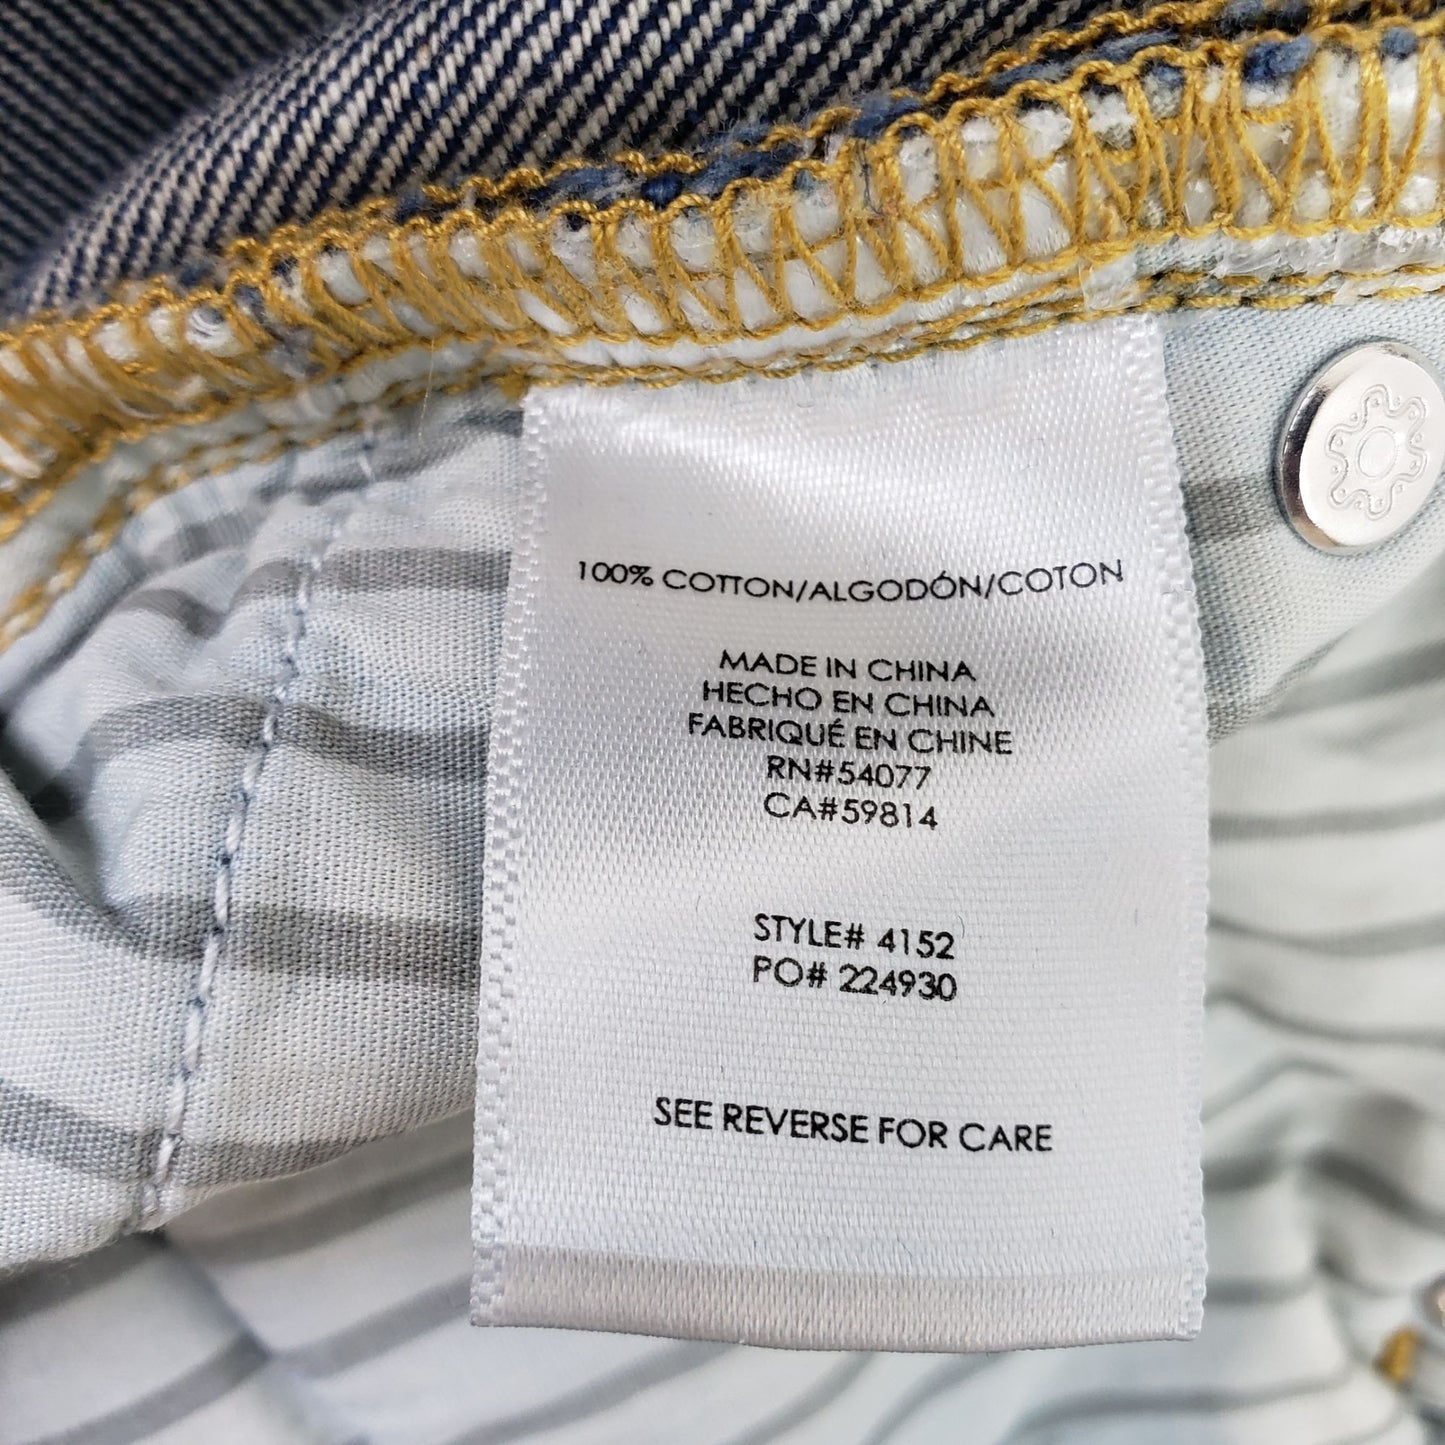 100% COTTON/ALGODÓN/COTON
MADE IN CHINA
HECHO EN CHINA
FABRIQUÉ EN CHINE
RN#54077
CA#59814
STYLE# 4152
PO# 224930
SEE REVERSE FOR CARE